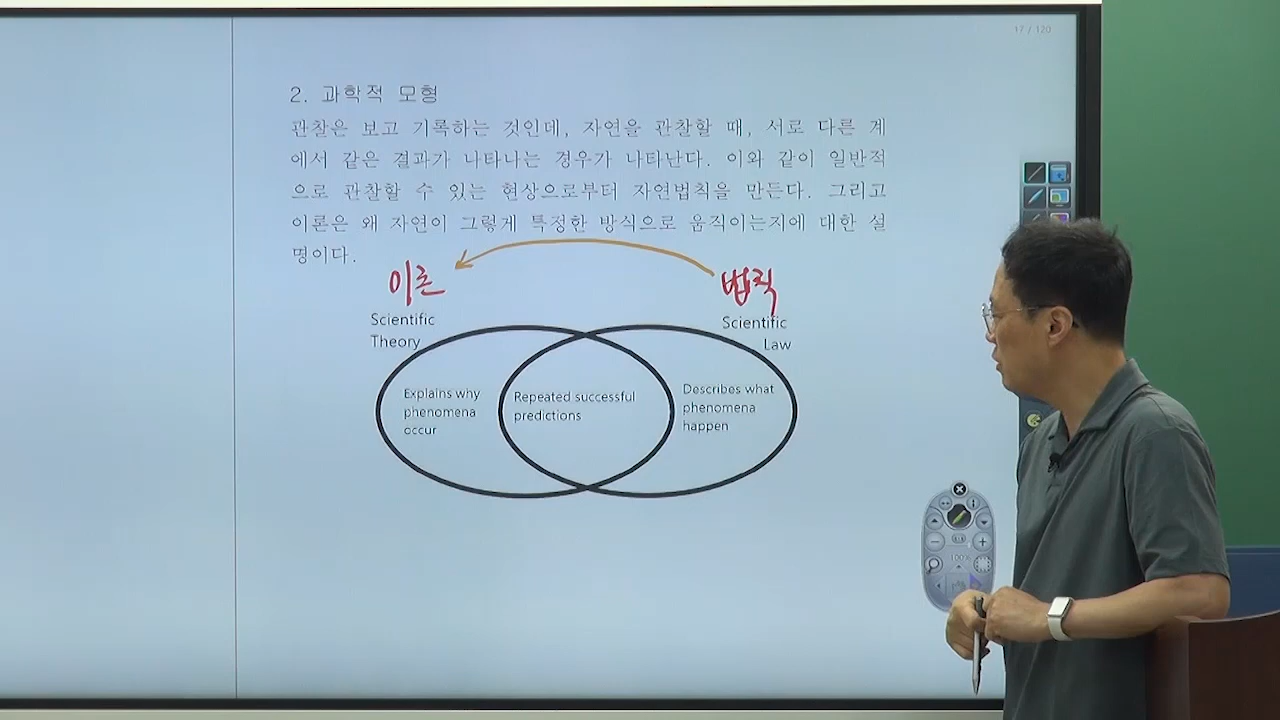 17 / 120
2. 과학적 모형
관찰은 보고 기록하는 것인데, 자연을 관찰할 때, 서로 다른 계
에서 같은 결과가 나타나는 경우가 나타난다. 이와 같이 일반적
으로 관찰할 수 있는 현상으로부터 자연법칙을 만든다. 그리고
이론은 왜 자연이 그렇게 특정한 방식으로 움직이는지에 대한 설
명이다.
이론
법칙
Scientific
Theory
Scientific
Law
Explains why
phenomena
occur
Repeated successful
predictions
Describes what
phenomena
happen
100%